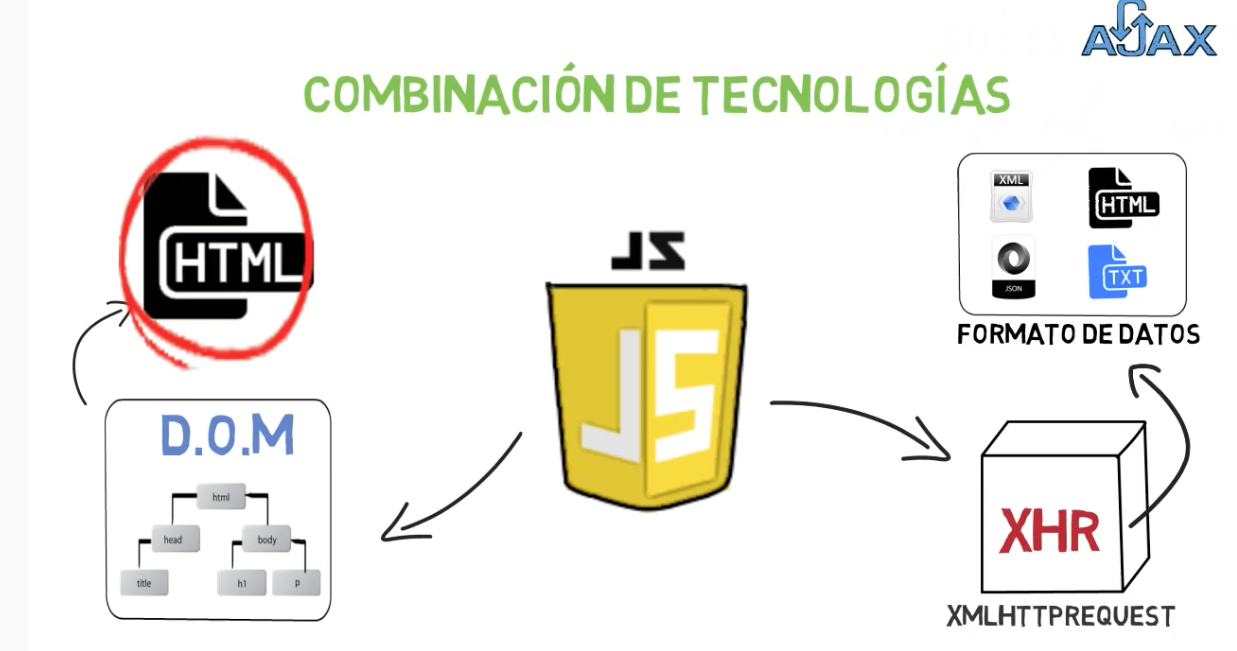 AJAX
COMBINACIÓN DE TECNOLOGÍAS
HTML
JS
JS
XML
HTML
JSON
TXT
FORMATO DE DATOS
D.O.M
html
head
body
title
h1
P
XHR
XMLHTTPREQUEST